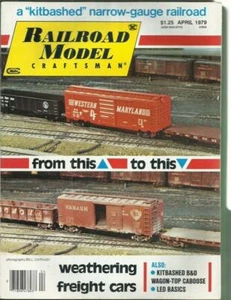 a "kitbashed" narrow-gauge railroad
$1.25 APRIL 1979
RAILROAD
MODEL
CRAFTSMAN
WESTERN MARYLAND
from this to this
WABASH
weathering
freight cars
ALSO:
KITBASHED B&O
WAGON-TOP CABOOSE
LED BASICS